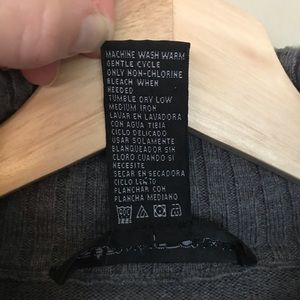 MACHINE WASH WARM
GENTLE CYCLE
ONLY NON-CHLORINE
BLEACH WHEN
NEEDED
TUMBLE DRY LOW
MEDIUM IRON
LAVAR EN LAVADORA
CON AGUA TIBIA
CICLO DELICADO
USAR SOLAMENTE
BLANQUEADOR SIN
CLORO CUANDO SI
NECESITE
SECAR EN SECADORA
CICLO LENTO
PLANCHAR CON
PLANCHA MEDIANO